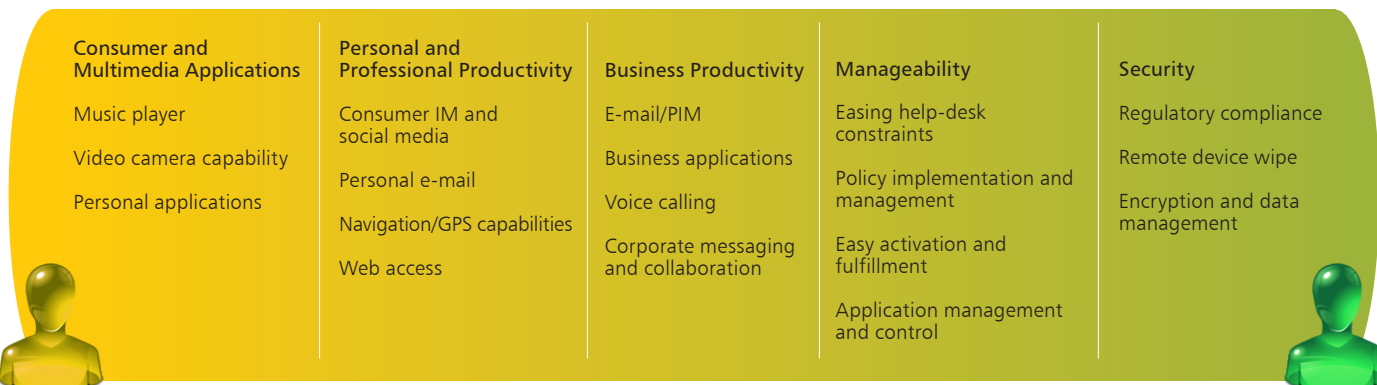 Consumer and
Multimedia Applications
Music player
Video camera capability
Personal applications
Personal and
Professional Productivity
Consumer IM and
social media
Personal e-mail
Navigation/GPS capabilities
Web access
Business Productivity
E-mail/PIM
Business applications
Voice calling
Corporate messaging
and collaboration
Manageability
Easing help-desk
constraints
Policy implementation and
management
Easy activation and
fulfillment
Application management
and control
Security
Regulatory compliance
Remote device wipe
Encryption and data
management